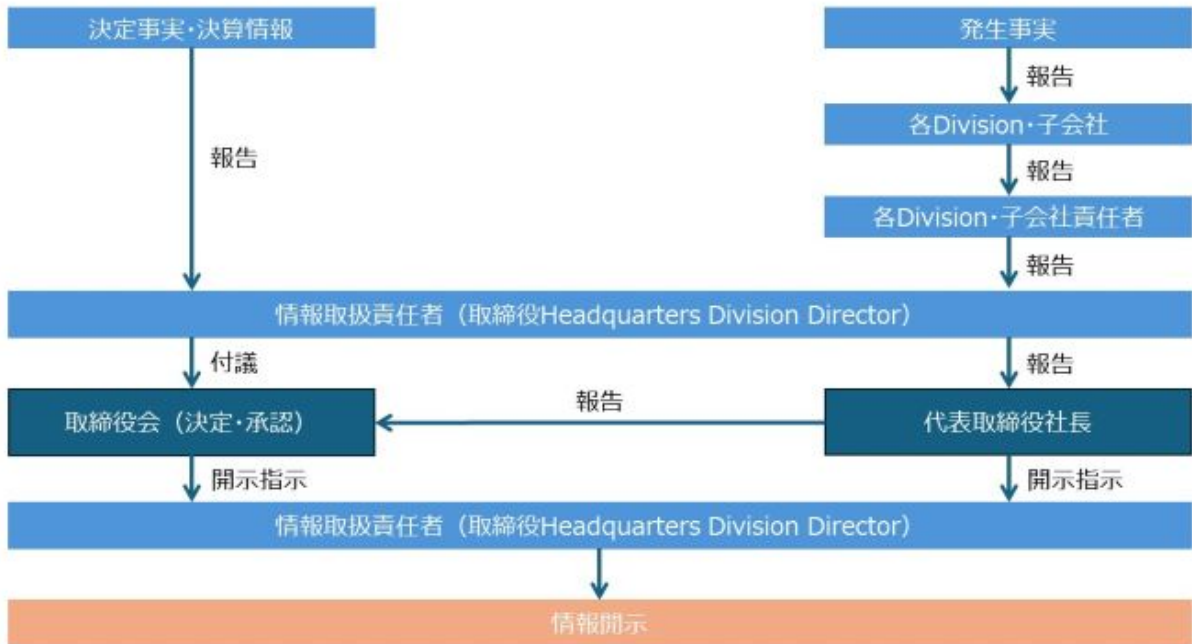 決定事実・決算情報
発生事実
報告
各Division・子会社
報告
報告
各Division・子会社責任者
報告
情報取扱責任者（取締役Headquarters Division Director）
付議
報告
取締役会（決定・承認）
報告
代表取締役社長
開示指示
開示指示
情報取扱責任者（取締役Headquarters Division Director）
情報開示